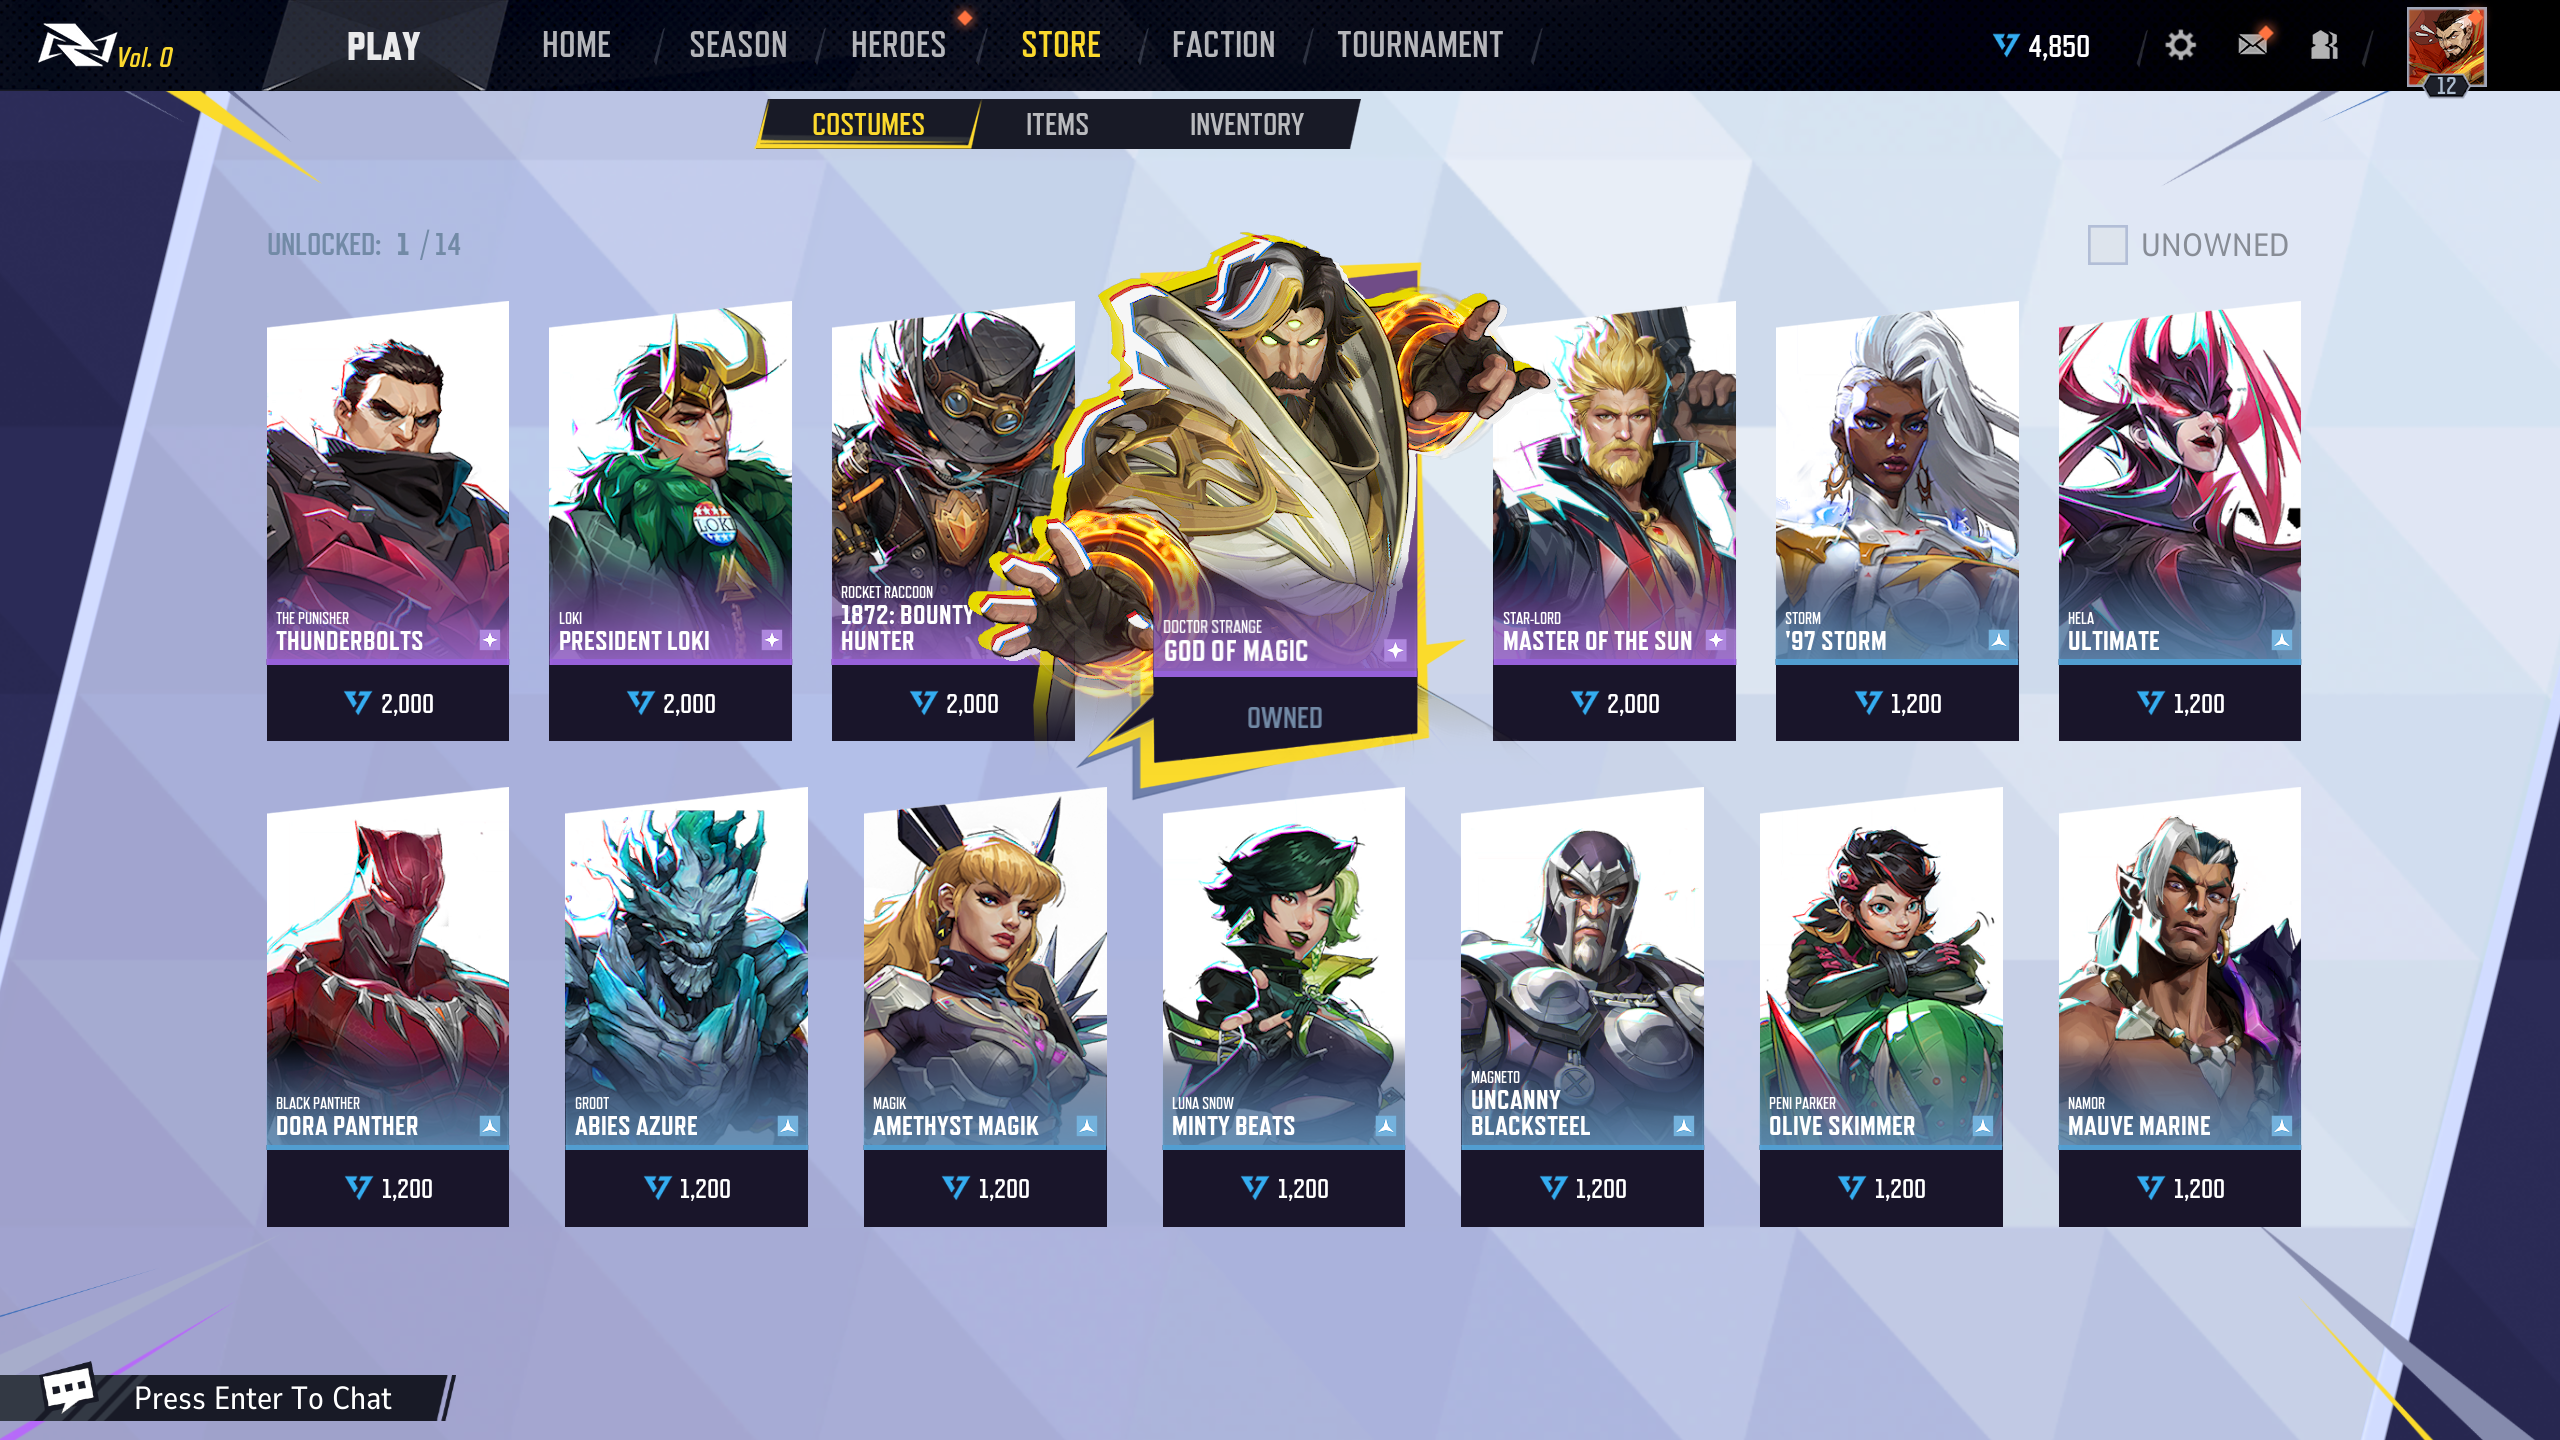 Vol. 0
PLAY
HOME
SEASON
HEROES
STORE
FACTION
TOURNAMENT
4,850
12
COSTUMES
ITEMS
INVENTORY
UNLOCKED: 1 / 14
UNOWNED
LOKI
THE PUNISHER
THUNDERBOLTS
2,000
LOKI
PRESIDENT LOKI
2,000
ROCKET RACCOON
1872: BOUNTY
HUNTER
2,000
DOCTOR STRANGE
GOD OF MAGIC
OWNED
STAR-LORD
MASTER OF THE SUN
2,000
STORM
'97 STORM
1,200
HELA
ULTIMATE
1,200
BLACK PANTHER
DORA PANTHER
1,200
GROOT
ABIES AZURE
1,200
MAGIK
AMETHYST MAGIK
1,200
LUNA SNOW
MINTY BEATS
1,200
MAGNETO
UNCANNY
BLACKSTEEL
1,200
PENI PARKER
OLIVE SKIMMER
1,200
NAMOR
MAUVE MARINE
1,200
Press Enter To Chat